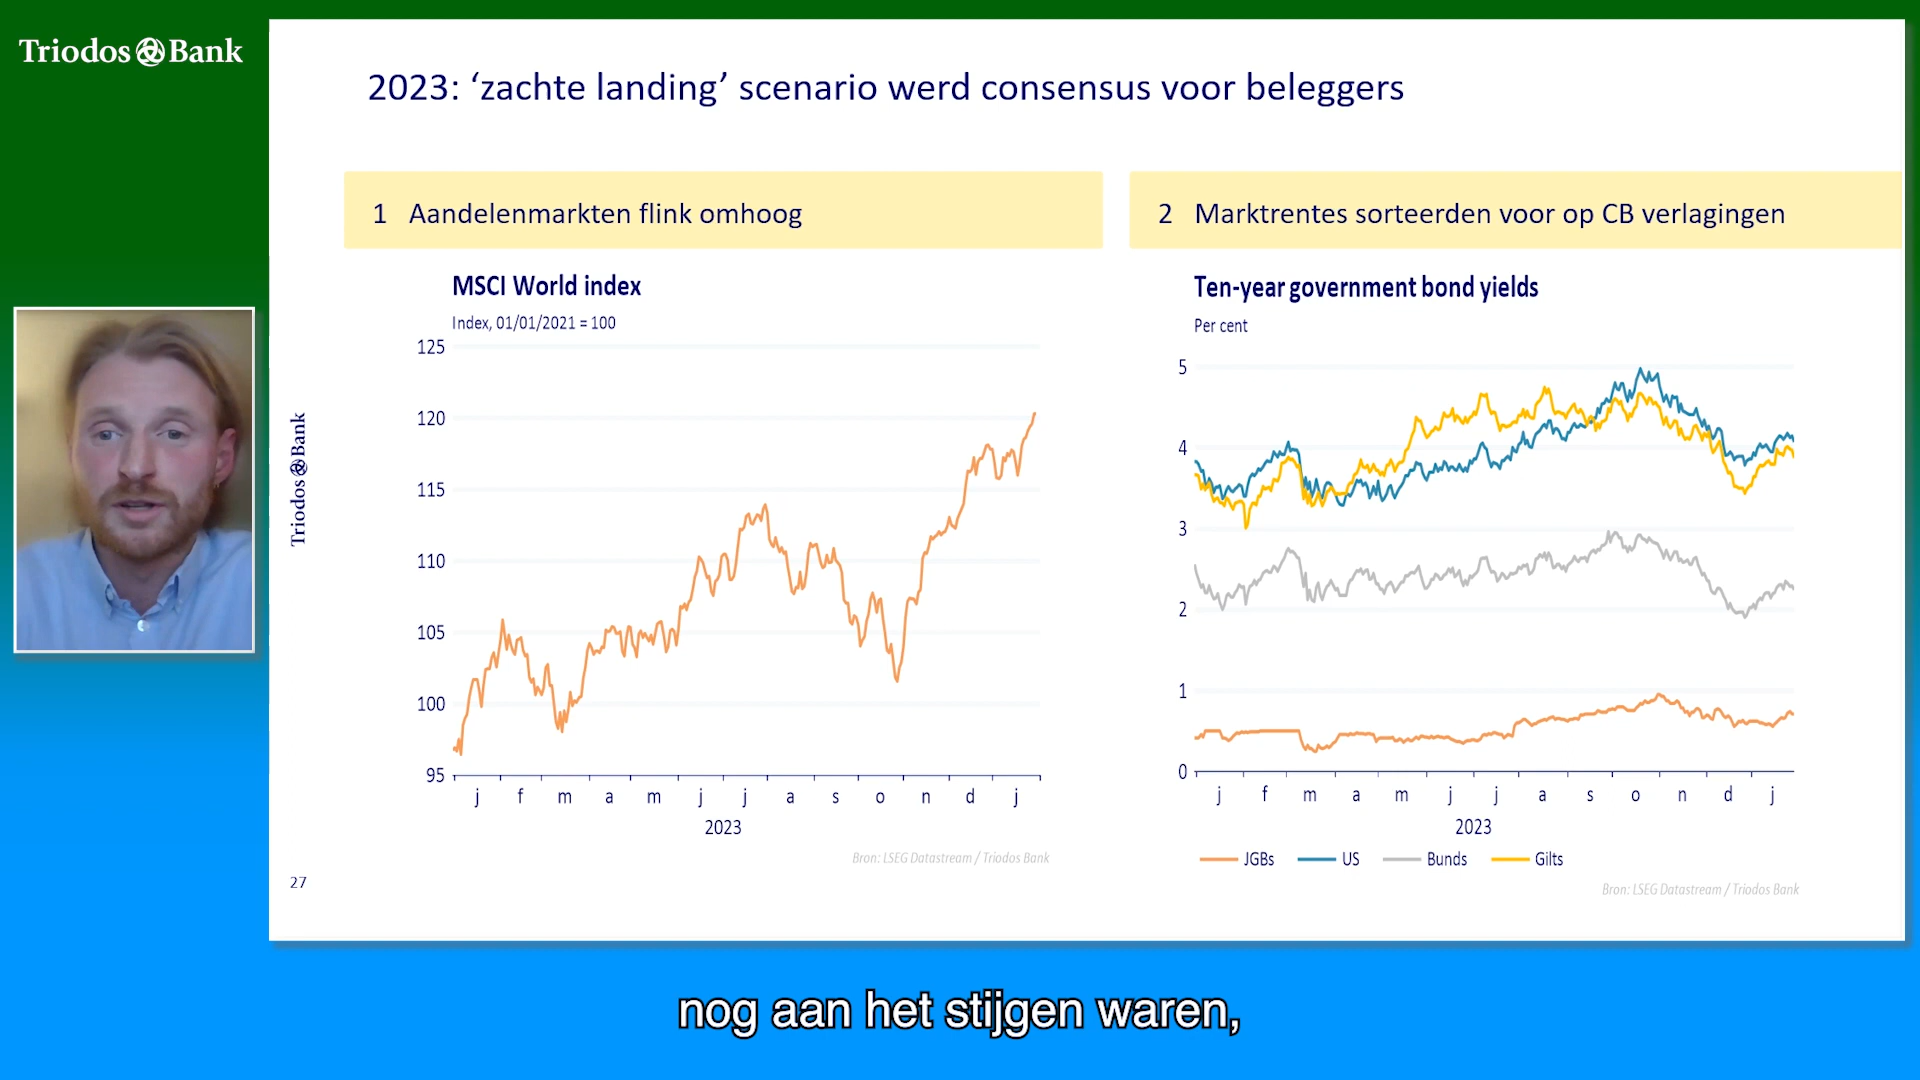 Triodos Bank
2023: ‘zachte landing’ scenario werd consensus voor beleggers
1 Aandelenmarkten flink omhoog
MSCI World index
Index, 01/01/2021 = 100
125
120
115
110
105
100
95
j f m a m j j a s o n d j
2023
Bron: LSEG Datastream / Triodos Bank
2 Marktrentes sorteerden voor op CB verlagingen
Ten-year government bond yields
Per cent
5
4
3
2
1
0
j f m a m j j a s o n d j
2023
JGBs US Bunds Gilts
Bron: LSEG Datastream / Triodos Bank
Triodos Bank
27
nog aan het stijgen waren,